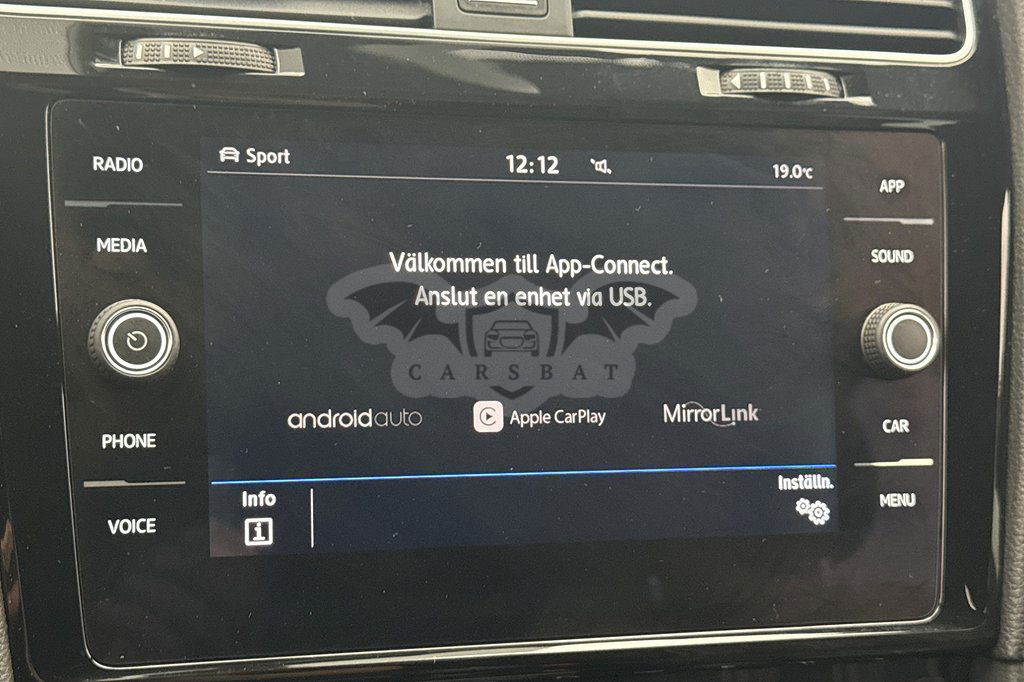 RADIO
MEDIA
PHONE
VOICE
Sport
12:12
19.0°C
Välkommen till App-Connect.
Anslut en enhet via USB.
CARSBAT
androidauto
Apple CarPlay
MirrorLink
Info
i
Inställn.
APP
SOUND
CAR
MENU